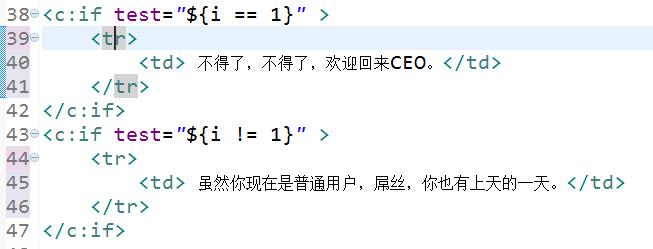 38 <c:if test="${i == 1}" >
39     <tr>
40         <td> 不得了，不得了，欢迎回来CEO。</td>
41     </tr>
42 </c:if>
43 <c:if test="${i != 1}" >
44     <tr>
45         <td> 虽然你现在是普通用户，屌丝，你也有上天的一天。</td>
46     </tr>
47 </c:if>